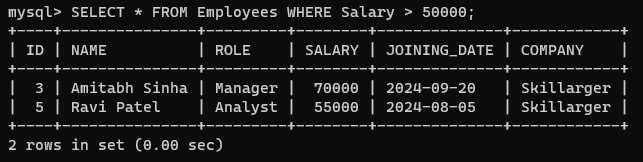 mysql> SELECT * FROM Employees WHERE Salary > 50000;
+----+---------------+---------+--------+--------------+------------+
| ID | NAME          | ROLE    | SALARY | JOINING_DATE | COMPANY    |
+----+---------------+---------+--------+--------------+------------+
|  3 | Amitabh Sinha | Manager |  70000 | 2024-09-20   | Skillarger |
|  5 | Ravi Patel    | Analyst |  55000 | 2024-08-05   | Skillarger |
+----+---------------+---------+--------+--------------+------------+
2 rows in set (0.00 sec)